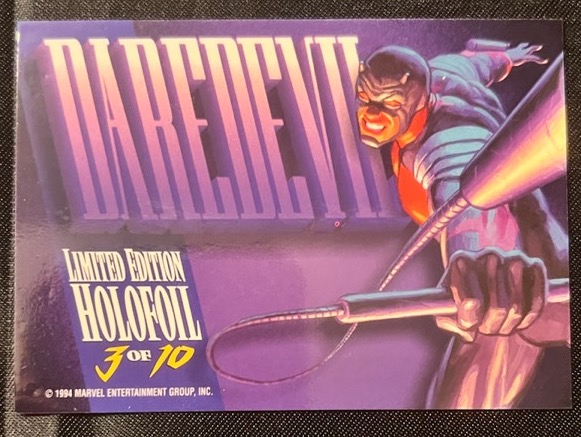 DAREDEVIL
LIMITED EDITION
HOLOFOIL
3 OF 10
© 1994 MARVEL ENTERTAINMENT GROUP, INC.